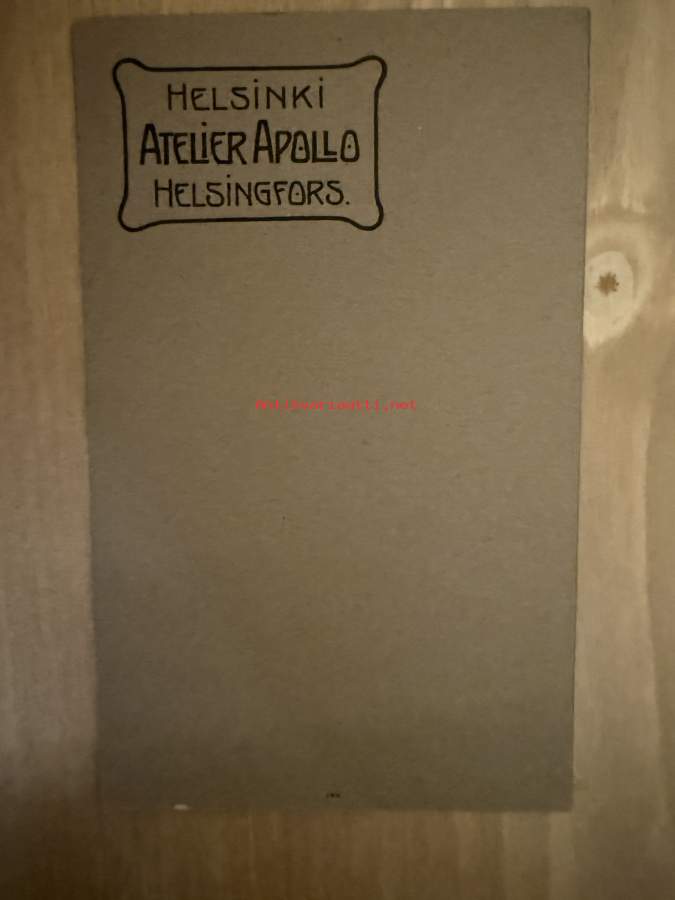 HELSINKI
ATELIER APOLLO
HELSINGFORS.
Antikvariaatti.net